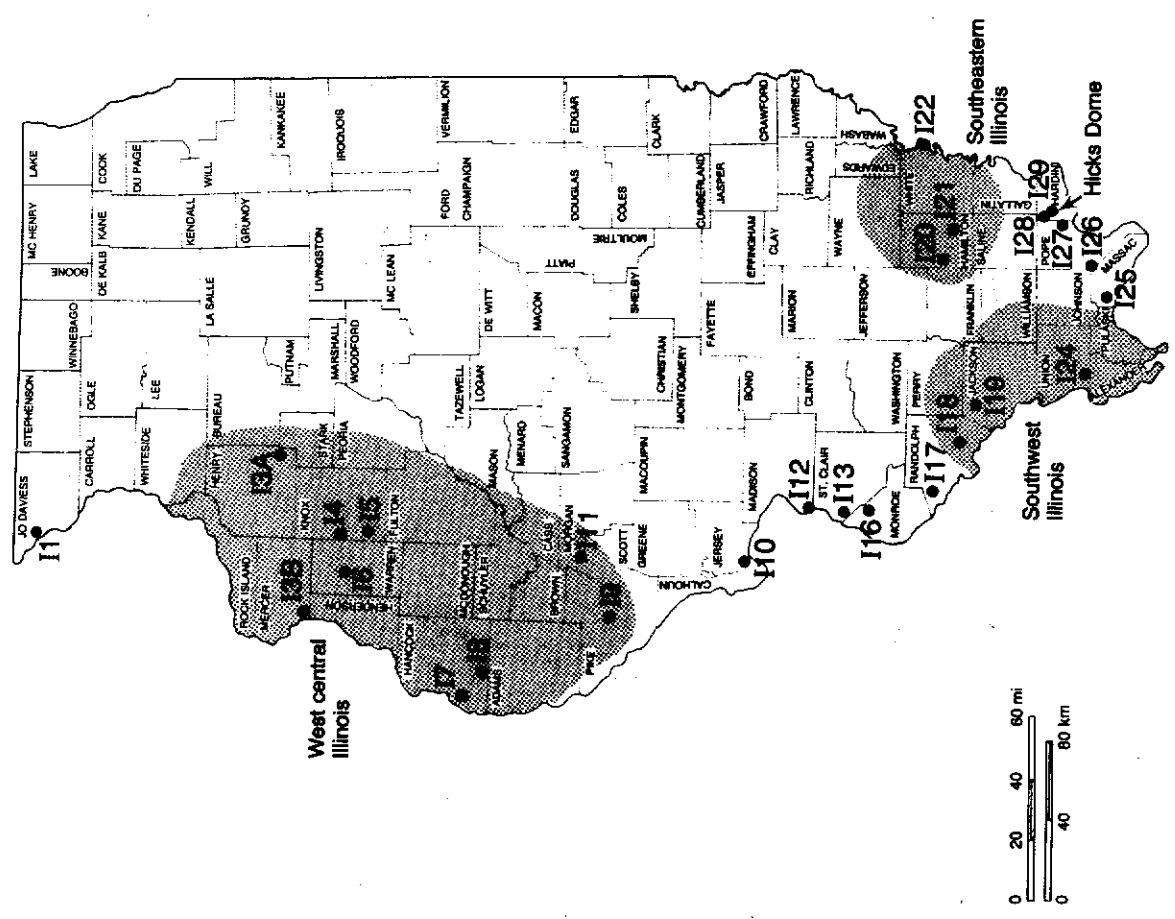 JO DAVIESS
STEPHENSON
WINNEBAGO
BOONE
MC HENRY
LAKE
I1
CARROLL
OGLE
DE KALB
KANE
COOK
DU PAGE
WHITESIDE
LEE
KENDALL
WILL
ROCK ISLAND
HENRY
BUREAU
LA SALLE
GRUNDY
KANKAKEE
MERCER
I3B
I3A
PUTNAM
STARK
MARSHALL
LIVINGSTON
IROQUOIS
West central
Illinois
HENDERSON
WARREN
KNOX
I4
I5
I6
PEORIA
WOODFORD
FULTON
MC LEAN
FORD
VERMILION
HANCOCK
MC DONOUGH
TAZEWELL
CHAMPAIGN
I7
I8
ADAMS
SCHUYLER
MASON
LOGAN
DE WITT
PIATT
MENARD
MACON
BROWN
CASS
MORGAN
I11
SANGAMON
DOUGLAS
EDGAR
MOULTRIE
COLES
PIKE
I9
SCOTT
GREENE
MACOUPIN
CHRISTIAN
MONTGOMERY
SHELBY
CLARK
CUMBERLAND
CALHOUN
JERSEY
I10
MADISON
BOND
FAYETTE
EFFINGHAM
JASPER
CRAWFORD
CLAY
RICHLAND
LAWRENCE
I12
ST. CLAIR
I13
CLINTON
MARION
WAYNE
EDWARDS
WABASH
I16
MONROE
WASHINGTON
JEFFERSON
RANDOLPH
PERRY
I17
I18
I19
JACKSON
FRANKLIN
HAMILTON
WHITE
I20
I21
I22
Southeastern
Illinois
Southwest
Illinois
WILLIAMSON
SALINE
GALLATIN
UNION
JOHNSON
POPE
HARDIN
I28
I29
I27
Hicks Dome
I24
ALEXANDER
PULASKI
MASSAC
I25
I26
0 20 40 60 mi
0 40 80 km